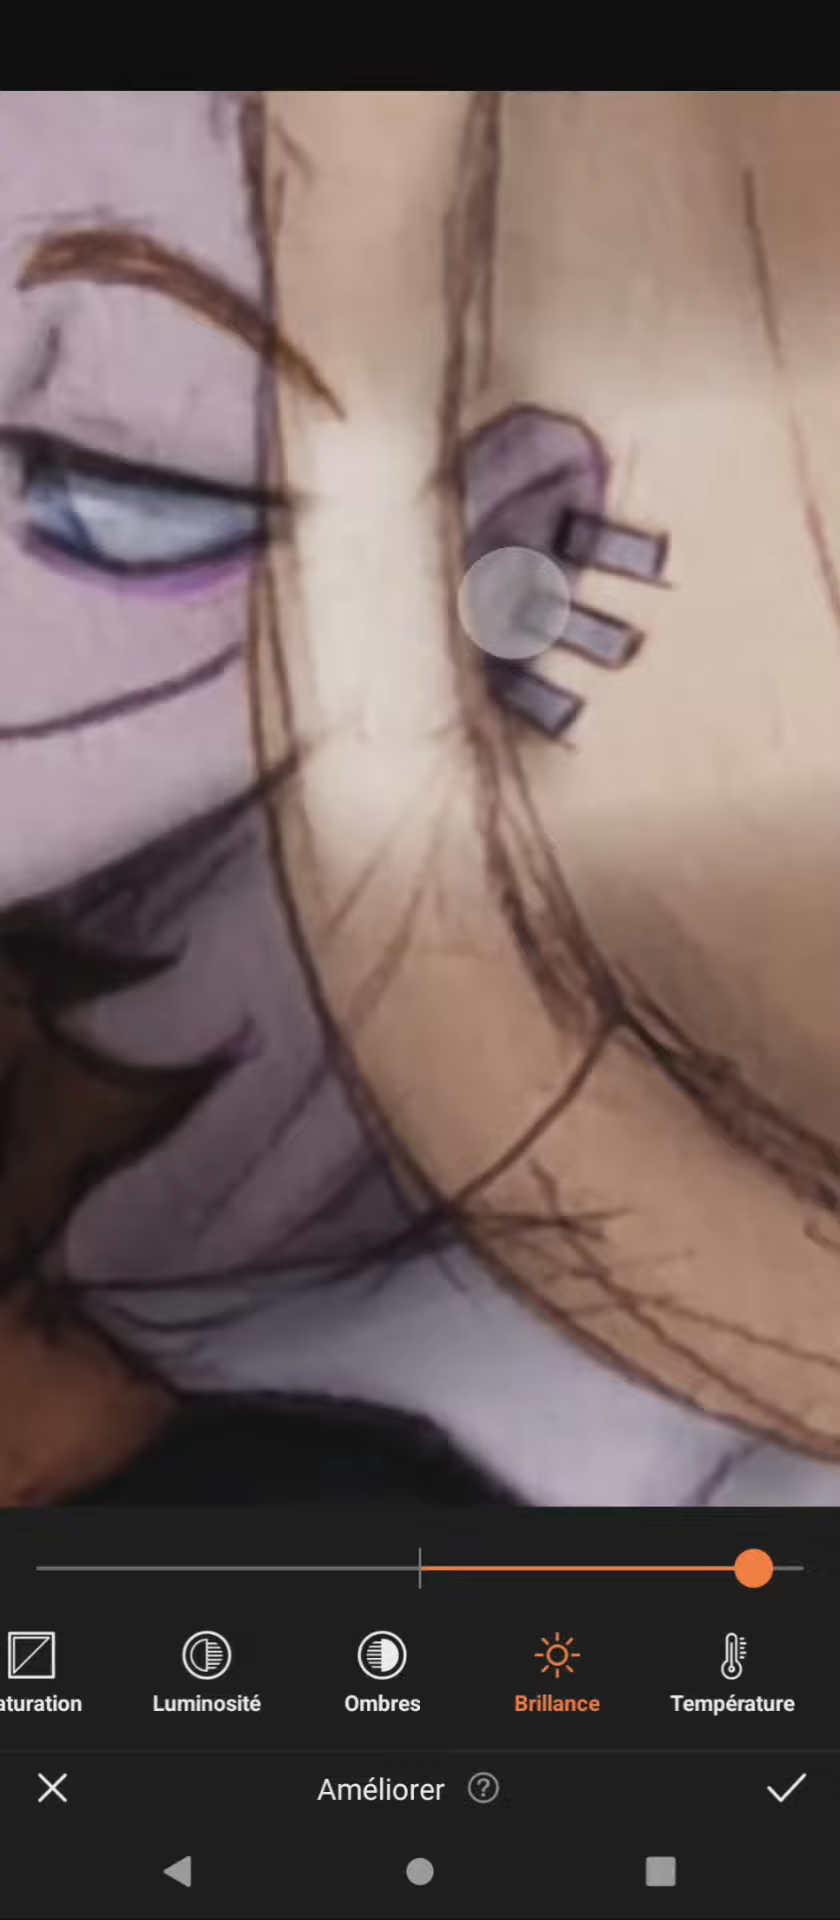 aturation
Luminosité
Ombres
Brillance
Température
Améliorer
?